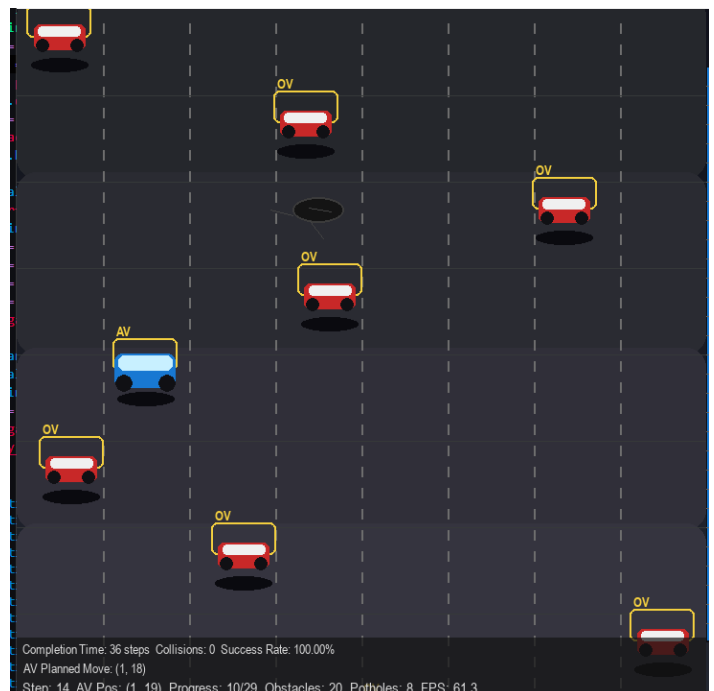 OV
OV
OV
AV
OV
OV
OV
Completion Time: 36 steps Collisions: 0 Success Rate: 100.00%
AV Planned Move: (1, 18)
Step: 14 AV Pos: (1, 19) Progress: 10/29 Obstacles: 20 Potholes: 8 FPS: 61.3